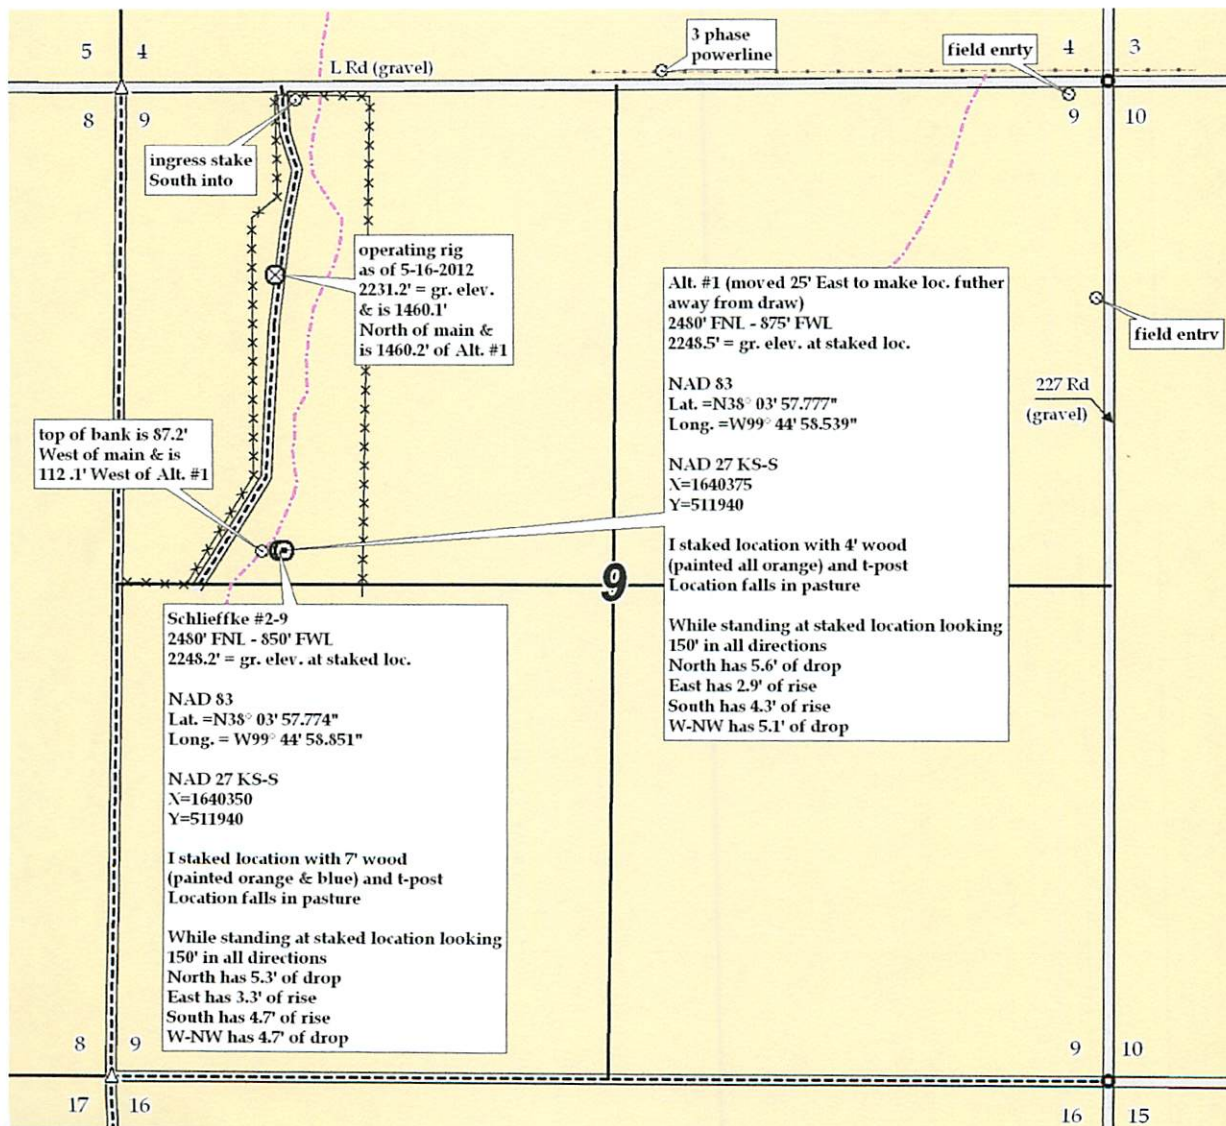 5 4
L Rd (gravel)
3 phase
powerline
field enrty
4 3
8 9
9 10
ingress stake
South into
operating rig
as of 5-16-2012
2231.2' = gr. elev.
& is 1460.1'
North of main &
is 1460.2' of Alt. #1
Alt. #1 (moved 25' East to make loc. futher
away from draw)
2480' FNL - 875' FWL
2248.5' = gr. elev. at staked loc.
NAD 83
Lat. =N38° 03' 57.777"
Long. =W99° 44' 58.539"
NAD 27 KS-S
X=1640375
Y=511940
I staked location with 4' wood
(painted all orange) and t-post
Location falls in pasture
While standing at staked location looking
150' in all directions
North has 5.6' of drop
East has 2.9' of rise
South has 4.3' of rise
W-NW has 5.1' of drop
field entry
227 Rd
(gravel)
top of bank is 87.2'
West of main & is
112 .1' West of Alt. #1
9
Schlieffke #2-9
2480' FNL - 850' FWL
2248.2' = gr. elev. at staked loc.
NAD 83
Lat. =N38° 03' 57.774"
Long. = W99° 44' 58.851"
NAD 27 KS-S
X=1640350
Y=511940
I staked location with 7' wood
(painted orange & blue) and t-post
Location falls in pasture
While standing at staked location looking
150' in all directions
North has 5.3' of drop
East has 3.3' of rise
South has 4.7' of rise
W-NW has 4.7' of drop
8 9
9 10
17 16
16 15